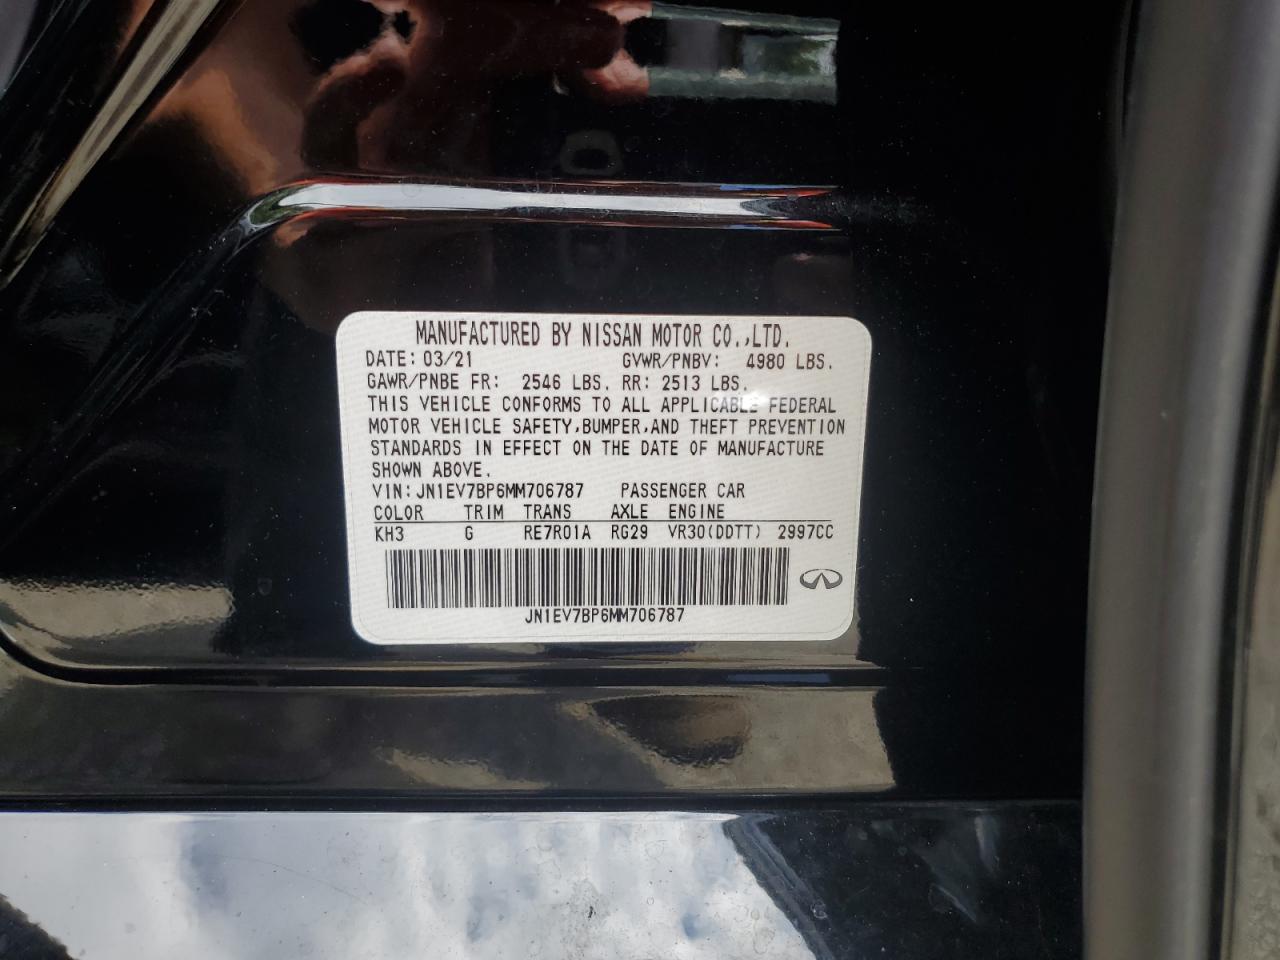 MANUFACTURED BY NISSAN MOTOR CO.,LTD.
DATE: 03/21 GVWR/PNBV: 4980 LBS.
GAWR/PNBE FR: 2546 LBS. RR: 2513 LBS.
THIS VEHICLE CONFORMS TO ALL APPLICABLE FEDERAL
MOTOR VEHICLE SAFETY,BUMPER,AND THEFT PREVENTION
STANDARDS IN EFFECT ON THE DATE OF MANUFACTURE
SHOWN ABOVE.
VIN: JN1EV7BP6MM706787 PASSENGER CAR
COLOR TRIM TRANS AXLE ENGINE
KH3 G RE7R01A RG29 VR30(DDTT) 2997CC
JN1EV7BP6MM706787